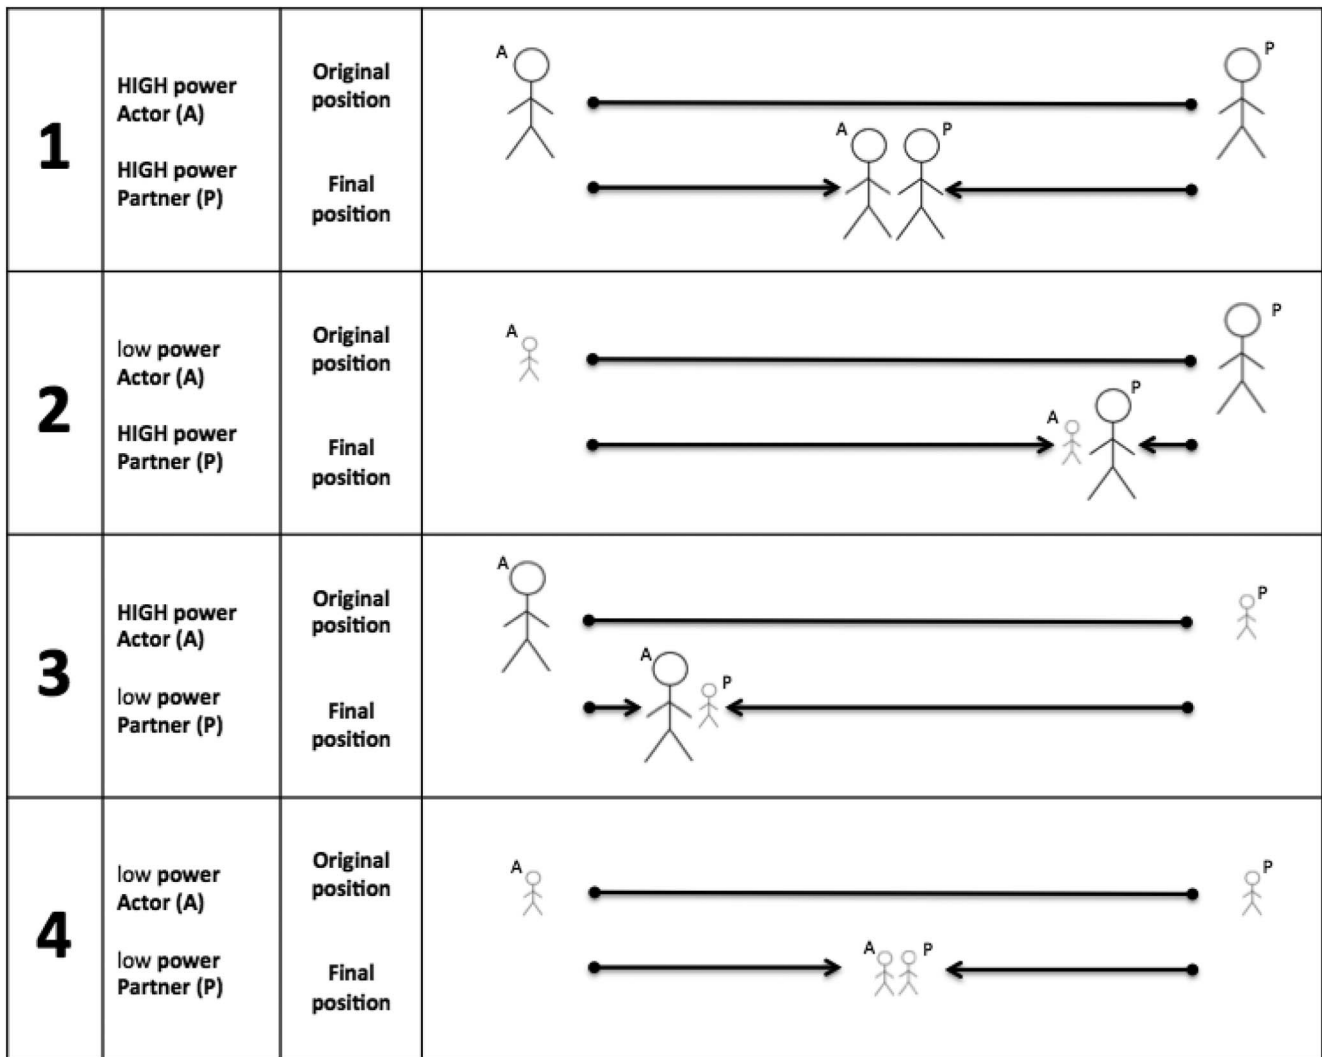 1
HIGH power
Actor (A)
HIGH power
Partner (P)
Original
position
Final
position
A
P
A
P
2
low power
Actor (A)
HIGH power
Partner (P)
Original
position
Final
position
A
P
A
P
3
HIGH power
Actor (A)
low power
Partner (P)
Original
position
Final
position
A
P
A
P
4
low power
Actor (A)
low power
Partner (P)
Original
position
Final
position
A
P
A
P